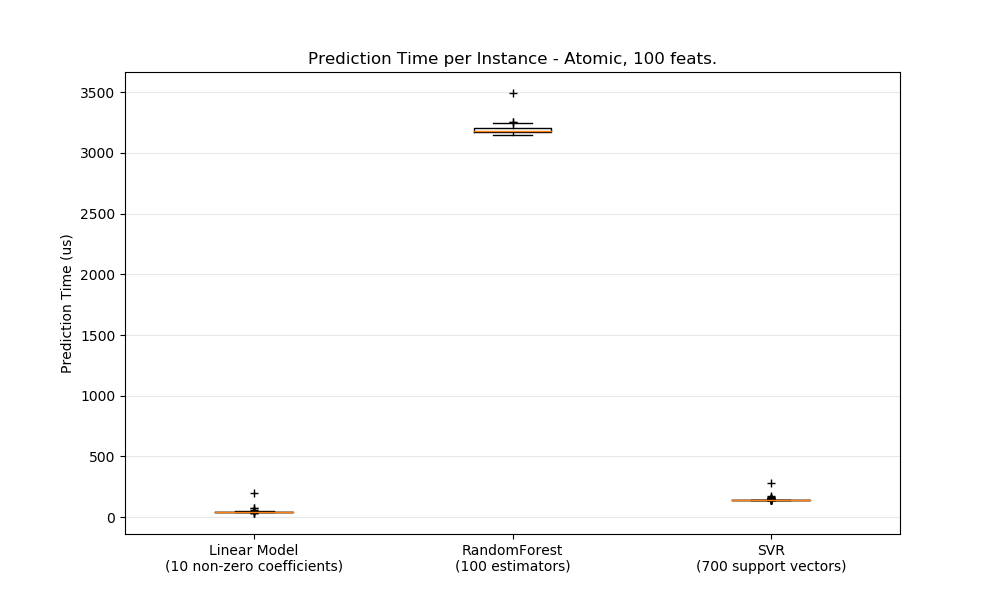 Prediction Time per Instance - Atomic, 100 feats.
Prediction Time (us)
3500
3000
2500
2000
1500
1000
500
0
Linear Model
(10 non-zero coefficients)
RandomForest
(100 estimators)
SVR
(700 support vectors)